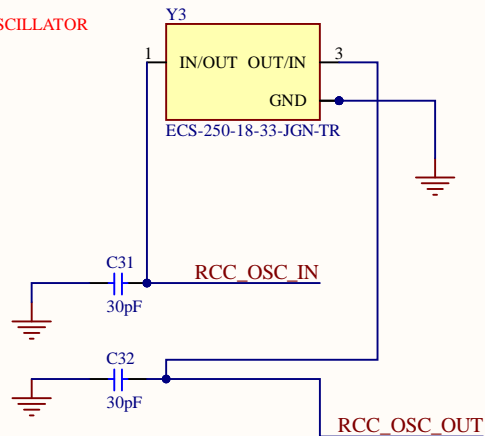 SCILLATOR
Y3
1 IN/OUT OUT/IN 3
GND
ECS-250-18-33-JGN-TR
C31
RCC_OSC_IN
30pF
C32
30pF
RCC_OSC_OUT